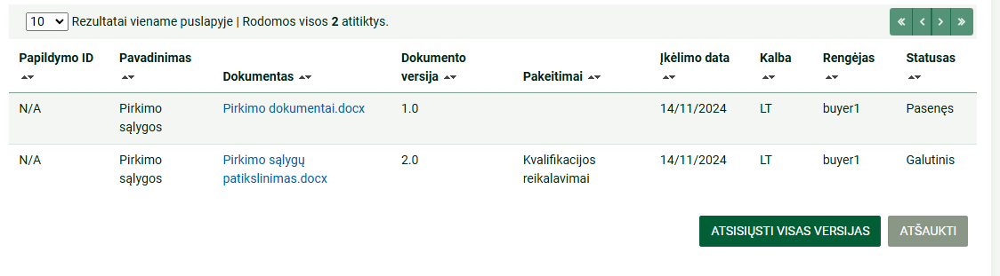 10 Rezultatai viename puslapyje | Rodomos visos 2 atitiktys. « ‹ › »
Papildymo ID Pavadinimas Dokumentas Dokumento versija Pakeitimai Įkėlimo data Kalba Rengėjas Statusas
N/A Pirkimo sąlygos Pirkimo dokumentai.docx 1.0 14/11/2024 LT buyer1 Pasenęs
N/A Pirkimo sąlygos Pirkimo sąlygų patikslinimas.docx 2.0 Kvalifikacijos reikalavimai 14/11/2024 LT buyer1 Galutinis
ATSISIŲSTI VISAS VERSIJAS ATŠAUKTI